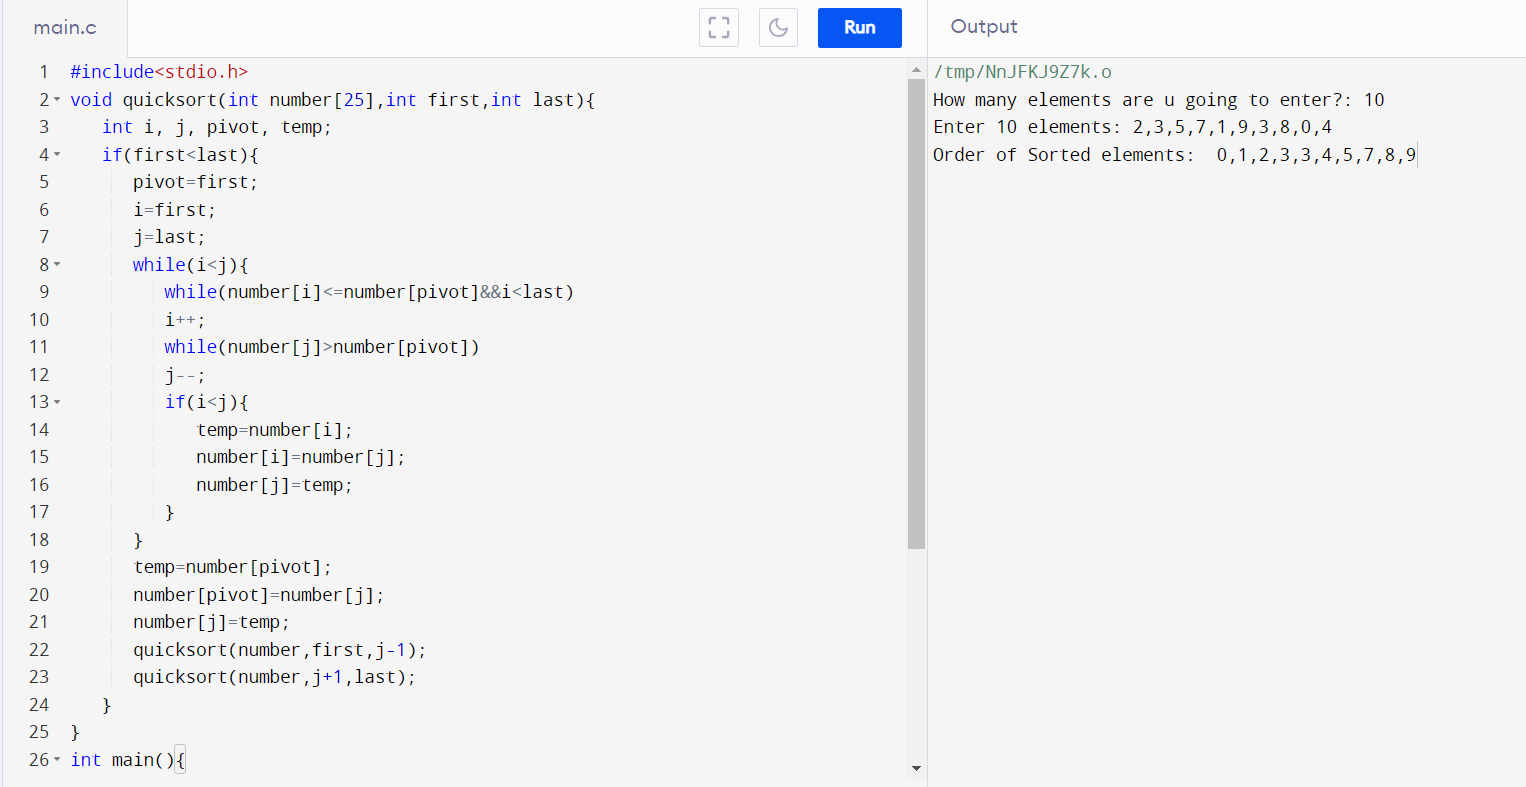 main.c
Run
Output
1 #include<stdio.h>
2 void quicksort(int number[25],int first,int last){
3 int i, j, pivot, temp;
4 if(first<last){
5 pivot=first;
6 i=first;
7 j=last;
8 while(i<j){
9 while(number[i]<=number[pivot]&&i<last)
10 i++;
11 while(number[j]>number[pivot])
12 j--;
13 if(i<j){
14 temp=number[i];
15 number[i]=number[j];
16 number[j]=temp;
17 }
18 }
19 temp=number[pivot];
20 number[pivot]=number[j];
21 number[j]=temp;
22 quicksort(number,first,j-1);
23 quicksort(number,j+1,last);
24 }
25 }
26 int main(){
/tmp/NnJFKJ9Z7k.o
How many elements are u going to enter?: 10
Enter 10 elements: 2,3,5,7,1,9,3,8,0,4
Order of Sorted elements:  0,1,2,3,3,4,5,7,8,9